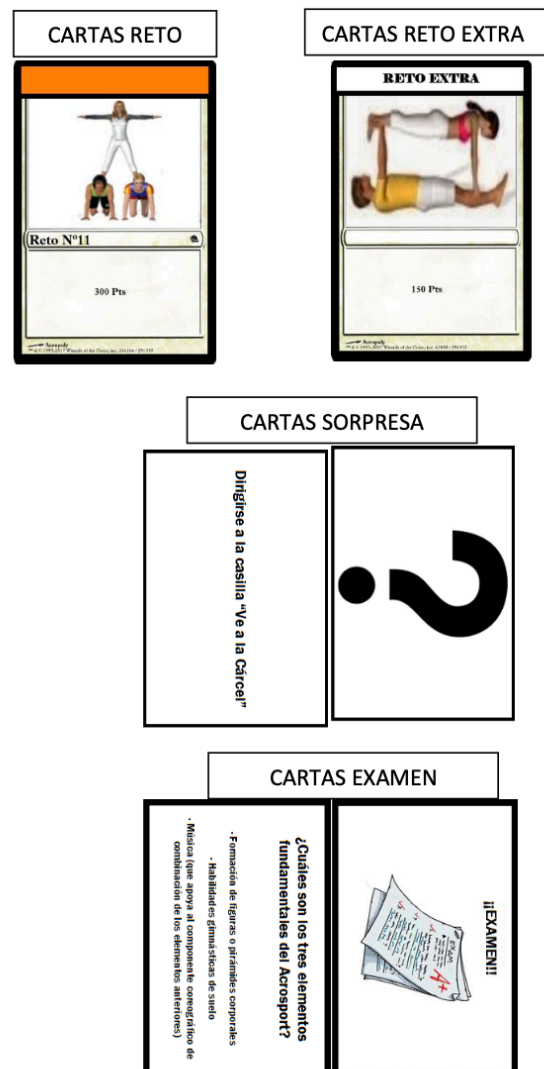 CARTAS RETO
CARTAS RETO EXTRA
Reto Nº11
300 Pts
Acropoly
RETO EXTRA
150 Pts
Acropoly
CARTAS SORPRESA
Dirigirse a la casilla “Ve a la Cárcel”
?
CARTAS EXAMEN
¿Cuáles son los tres elementos
fundamentales del Acrosport?
- Formación de figuras o pirámides corporales
- Habilidades gimnásticas de suelo
- Música (que apoya al componente coreográfico de
combinación de los elementos anteriores)
¡¡EXAMEN!!
EXAM
A+